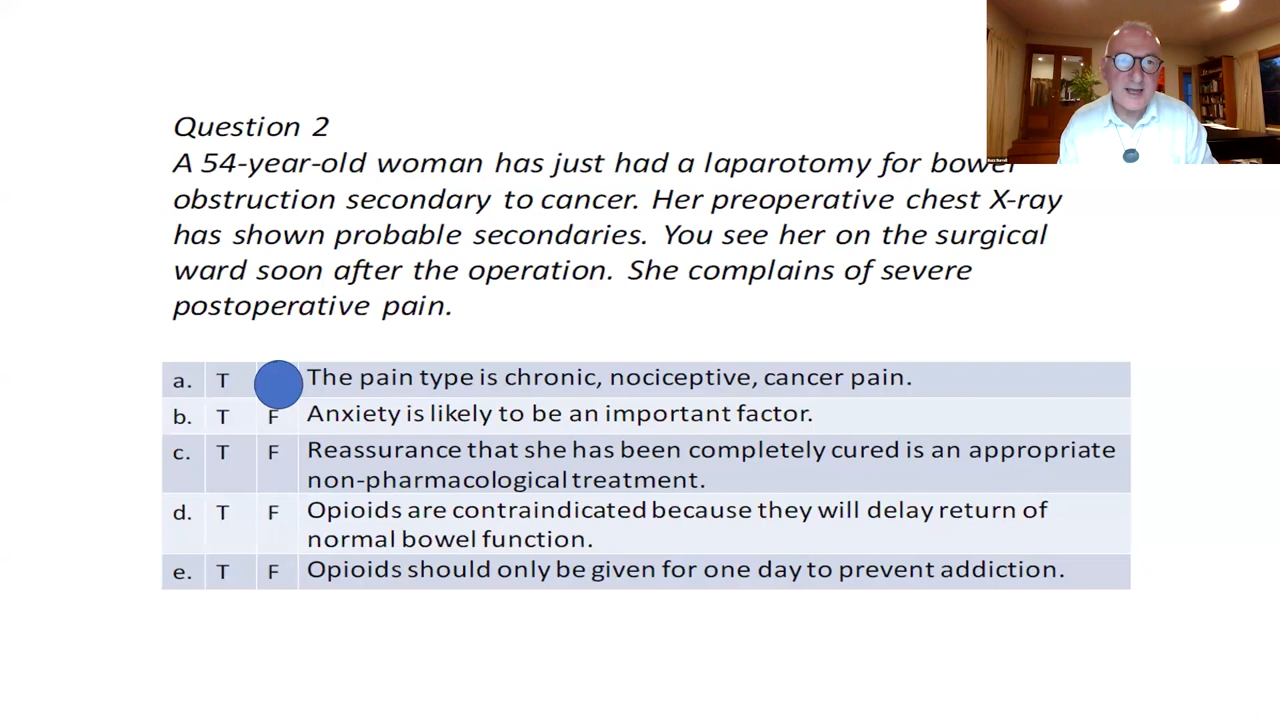 Question 2
A 54-year-old woman has just had a laparotomy for bowel
obstruction secondary to cancer. Her preoperative chest X-ray
has shown probable secondaries. You see her on the surgical
ward soon after the operation. She complains of severe
postoperative pain.
a. T The pain type is chronic, nociceptive, cancer pain.
b. T F Anxiety is likely to be an important factor.
c. T F Reassurance that she has been completely cured is an appropriate
non-pharmacological treatment.
d. T F Opioids are contraindicated because they will delay return of
normal bowel function.
e. T F Opioids should only be given for one day to prevent addiction.